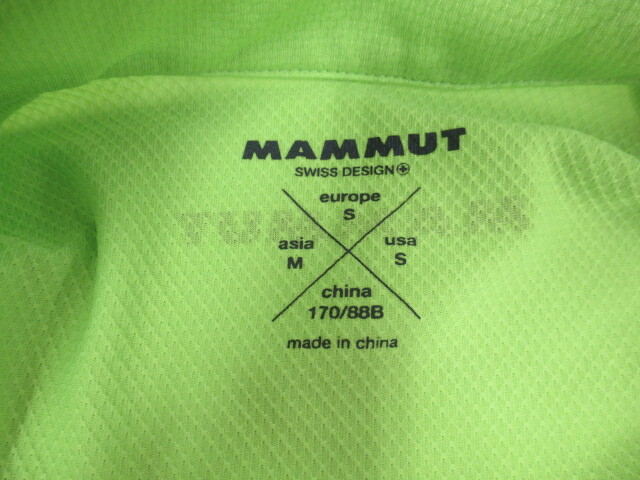 MAMMUT
SWISS DESIGN
europe
S
asia
M
usa
S
china
170/88B
made in china